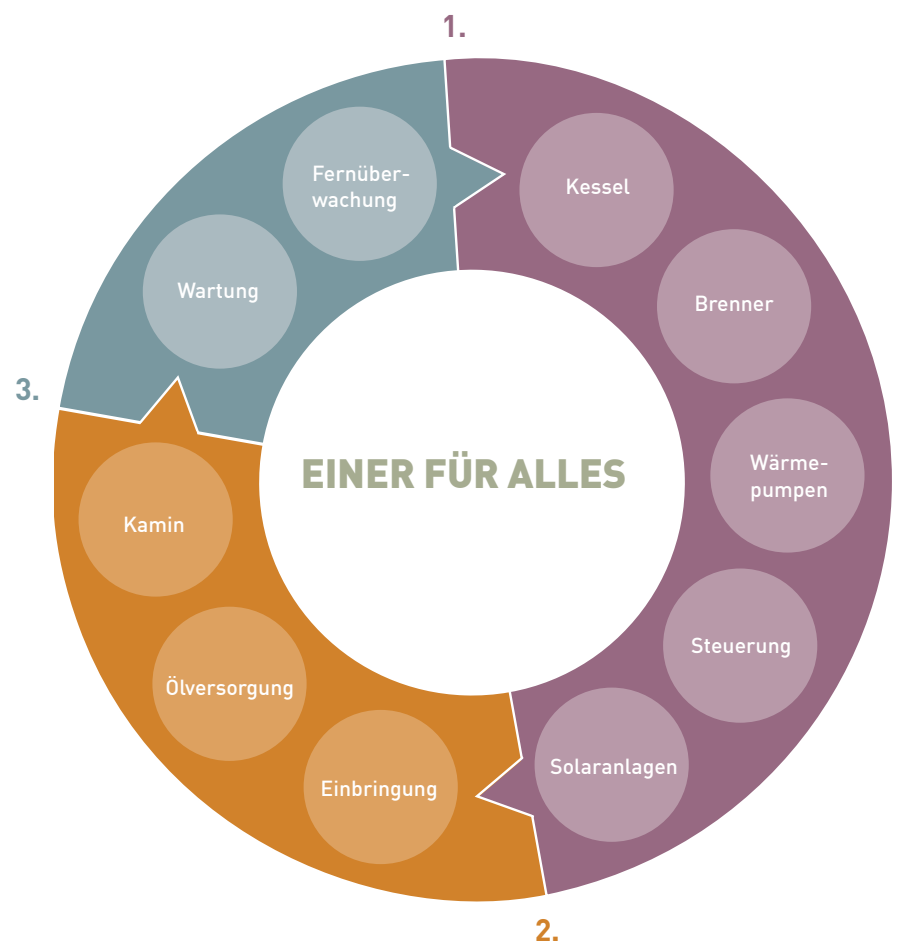 1.
Kessel
Brenner
Wärme-
pumpen
Steuerung
Solaranlagen
2.
Einbringung
Ölversorgung
Kamin
3.
Wartung
Fernüber-
wachung
EINER FÜR ALLES